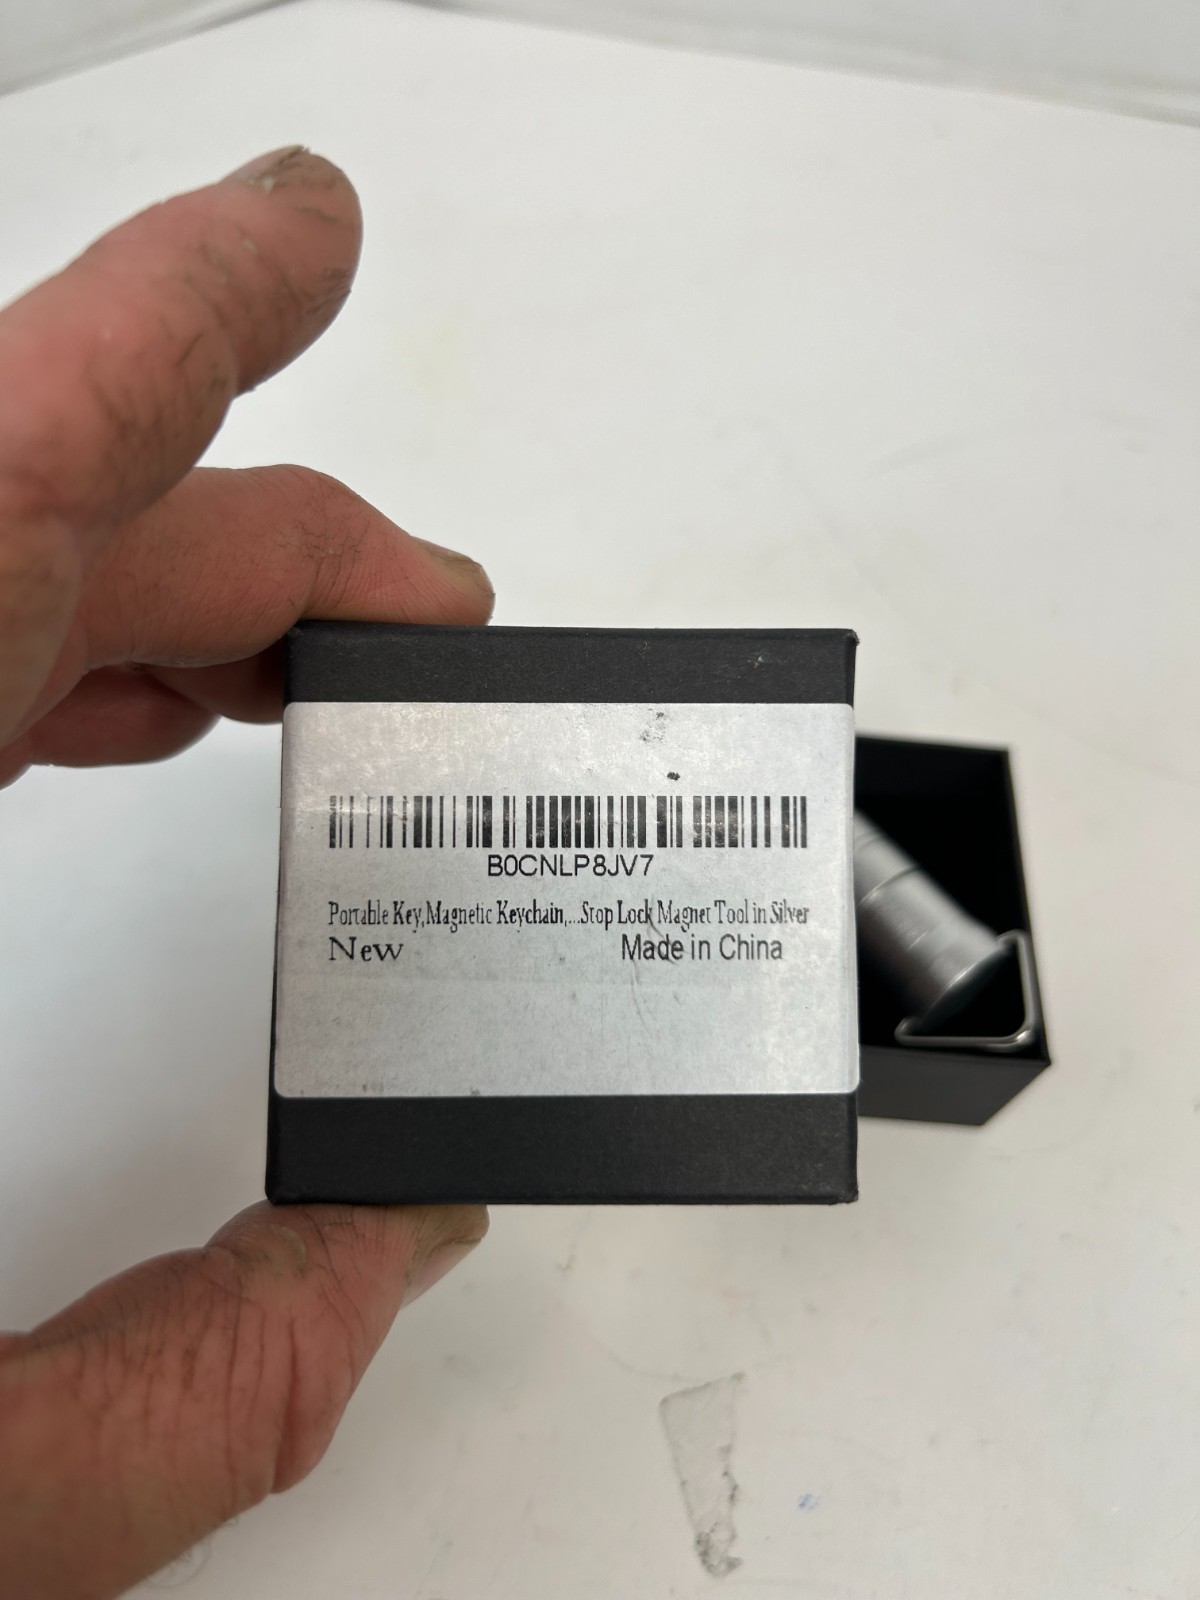 B0CNLP8JV7
Portable Key,Magnetic Keychain,...Stop Lock Magnet Tool in Silver
New Made in China